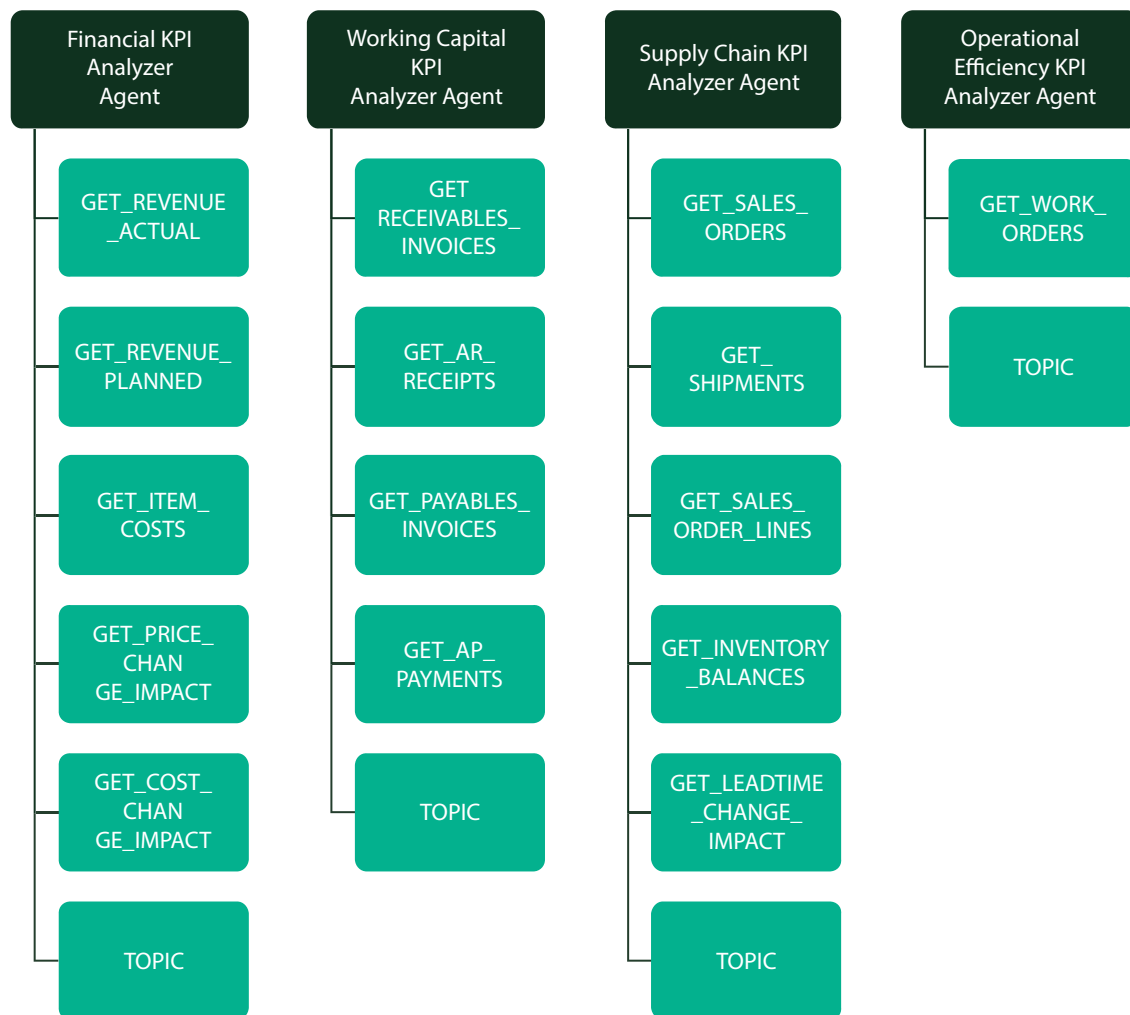 Financial KPI
Analyzer
Agent
GET_REVENUE
_ACTUAL
GET_REVENUE_
PLANNED
GET_ITEM_
COSTS
GET_PRICE_
CHAN
GE_IMPACT
GET_COST_
CHAN
GE_IMPACT
TOPIC
Working Capital
KPI
Analyzer Agent
GET
RECEIVABLES_
INVOICES
GET_AR_
RECEIPTS
GET_PAYABLES_
INVOICES
GET_AP_
PAYMENTS
TOPIC
Supply Chain KPI
Analyzer Agent
GET_SALES_
ORDERS
GET_
SHIPMENTS
GET_SALES_
ORDER_LINES
GET_INVENTORY
_BALANCES
GET_LEADTIME
_CHANGE_
IMPACT
TOPIC
Operational
Efficiency KPI
Analyzer Agent
GET_WORK_
ORDERS
TOPIC